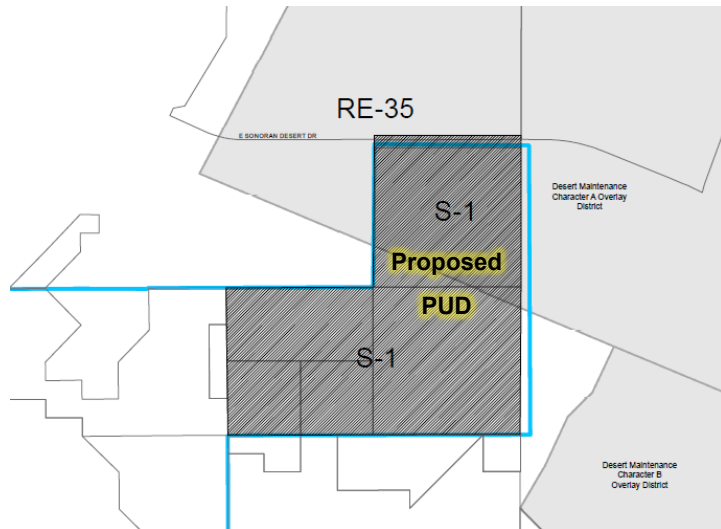 RE-35
E SONORAN DESERT DR
Desert Maintenance
Character A Overlay
District
S-1
Proposed
PUD
S-1
Desert Maintenance
Character B
Overlay District